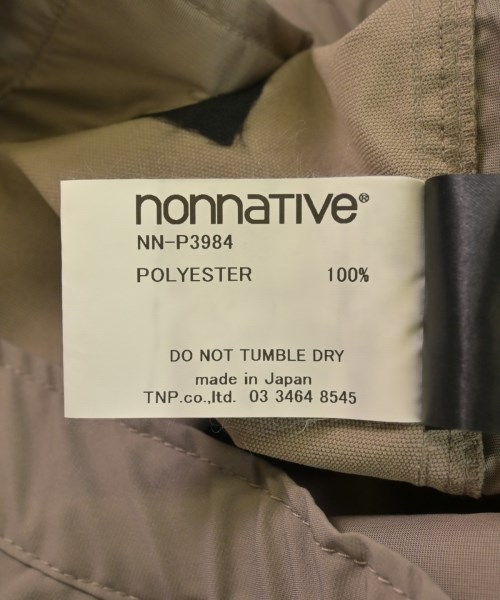 nonnative®
NN-P3984
POLYESTER 100%
DO NOT TUMBLE DRY
made in Japan
TNP.co.,ltd. 03 3464 8545